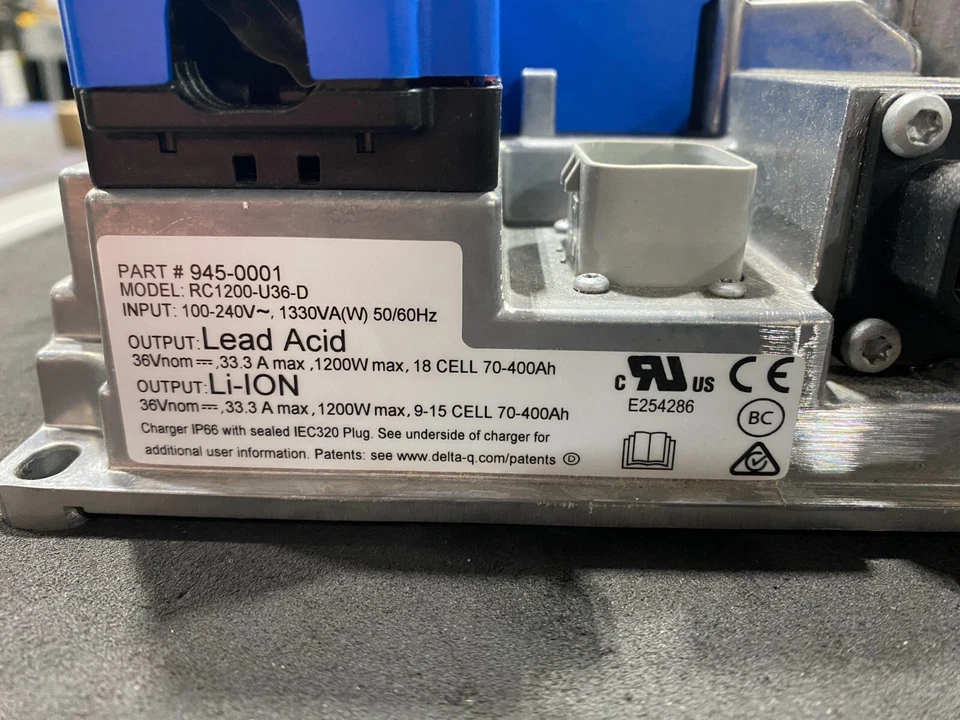 PART # 945-0001
MODEL: RC1200-U36-D
INPUT: 100-240V~, 1330VA(W) 50/60Hz
OUTPUT: Lead Acid
36Vnom ⎓, 33.3 A max, 1200W max, 18 CELL 70-400Ah
OUTPUT: Li-ION
36Vnom ⎓, 33.3 A max, 1200W max, 9-15 CELL 70-400Ah
Charger IP66 with sealed IEC320 Plug. See underside of charger for
additional user information. Patents: see www.delta-q.com/patents Ⓓ
C RU US
E254286
CE
BC